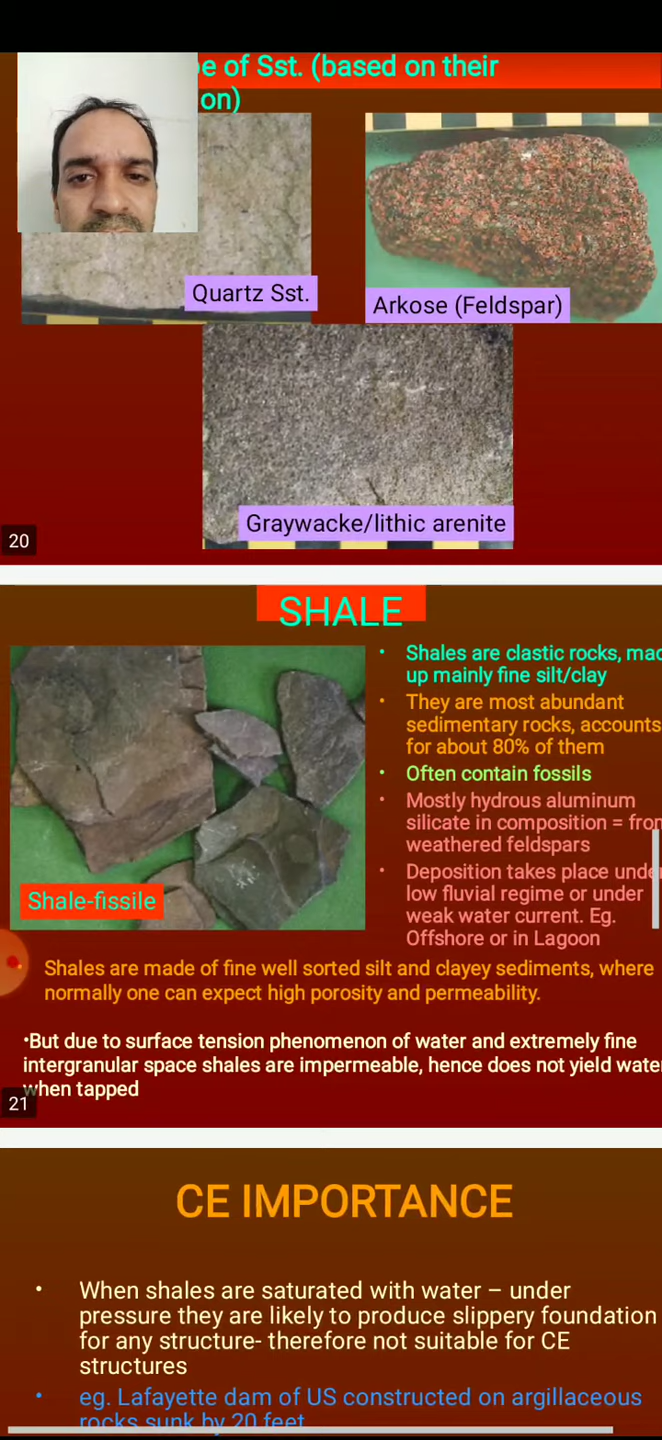 e of Sst. (based on their
on)
Quartz Sst.
Arkose (Feldspar)
Graywacke/lithic arenite
20
SHALE
• Shales are clastic rocks, mad
up mainly fine silt/clay
• They are most abundant
sedimentary rocks, accounts
for about 80% of them
• Often contain fossils
• Mostly hydrous aluminum
silicate in composition = from
weathered feldspars
• Deposition takes place under
low fluvial regime or under
weak water current. Eg.
Offshore or in Lagoon
Shale-fissile
Shales are made of fine well sorted silt and clayey sediments, where
normally one can expect high porosity and permeability.
•But due to surface tension phenomenon of water and extremely fine
intergranular space shales are impermeable, hence does not yield water
when tapped
21
CE IMPORTANCE
• When shales are saturated with water – under
pressure they are likely to produce slippery foundation
for any structure- therefore not suitable for CE
structures
• eg. Lafayette dam of US constructed on argillaceous
rocks sunk by 20 feet